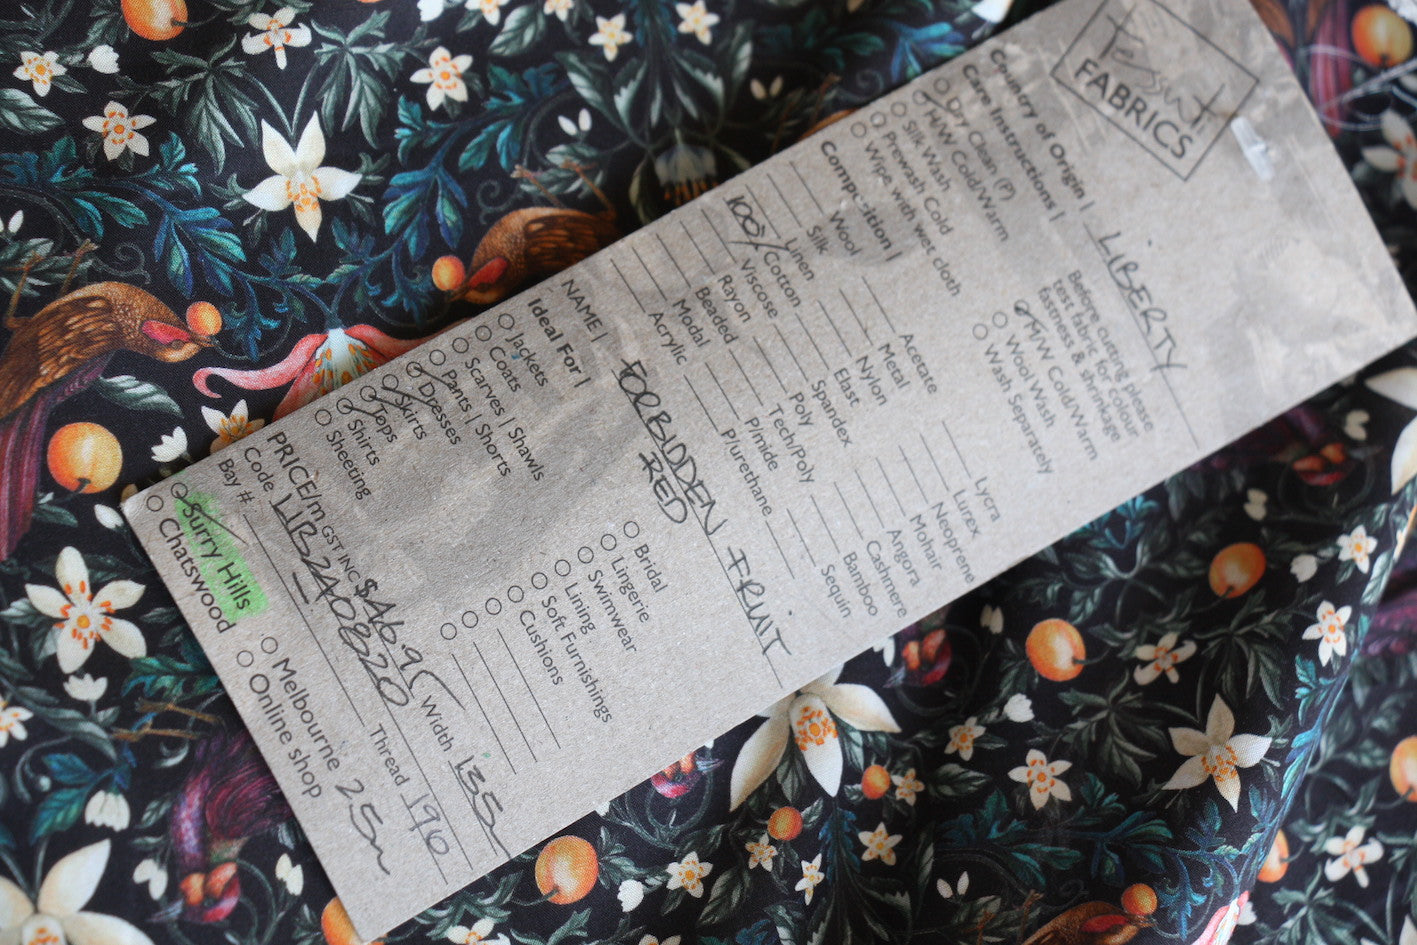 Tessuti
FABRICS
Country of Origin | LIBERTY
Care Instructions |
Dry Clean (P)
M/W Cold/Warm
Silk Wash
Prewash Cold
Wipe with wet cloth
Before cutting please
test fabric for colour
fastness & shrinkage
M/W Cold/Warm
Wool Wash
Wash Separately
Composition |
Wool
Silk
Linen
100% Cotton
Viscose
Rayon
Beaded
Modal
Acrylic
Acetate
Metal
Nylon
Elast
Spandex
Poly
Tech/Poly
P/mide
P/urethane
Lycra
Lurex
Neoprene
Mohair
Angora
Cashmere
Bamboo
Sequin
NAME | FORBIDDEN FRUIT
RED
Ideal For |
Jackets
Coats
Scarves | Shawls
Pants | Shorts
Dresses
Skirts
Tops
Shirts
Sheeting
Bridal
Lingerie
Swimwear
Lining
Soft Furnishings
Cushions
PRICE/m GST INC $46.95 Width 135
Code LIB2A0820
Bay #: Thread 190
Surry Hills
Chatswood
Melbourne
Online shop
25m